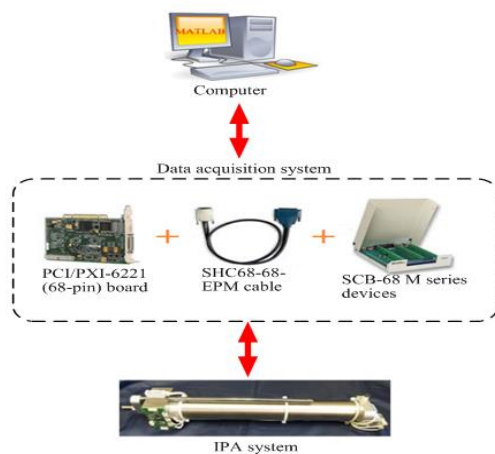 MATLAB
Computer
Data acquisition system
PCI/PXI-6221
(68-pin) board
SHC68-68-
EPM cable
SCB-68 M series
devices
IPA system